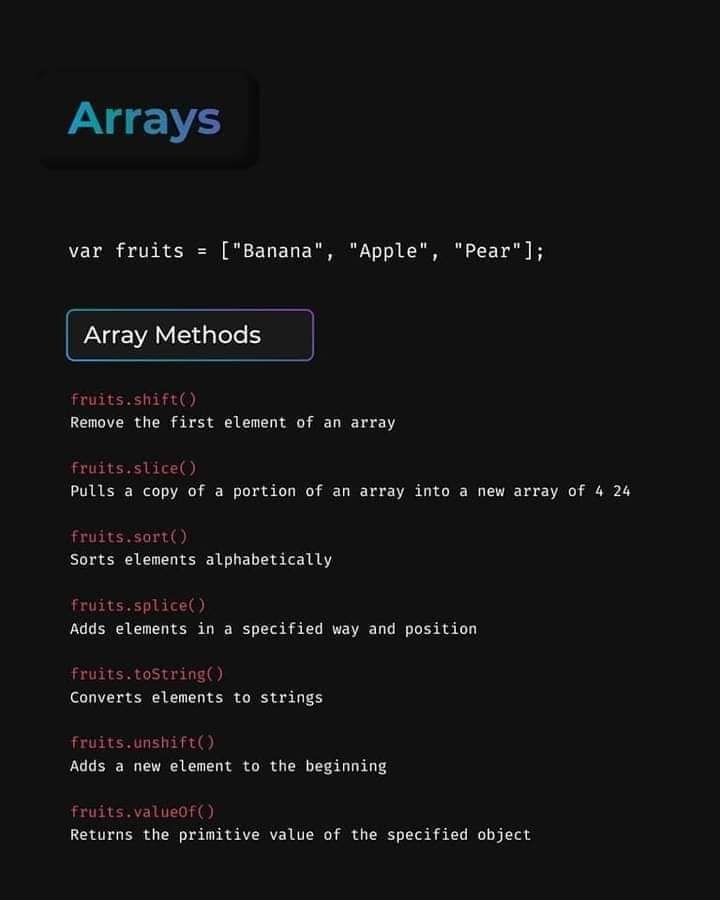 Arrays
var fruits = ["Banana", "Apple", "Pear"];
Array Methods
fruits.shift()
Remove the first element of an array
fruits.slice()
Pulls a copy of a portion of an array into a new array of 4 24
fruits.sort()
Sorts elements alphabetically
fruits.splice()
Adds elements in a specified way and position
fruits.toString()
Converts elements to strings
fruits.unshift()
Adds a new element to the beginning
fruits.valueOf()
Returns the primitive value of the specified object